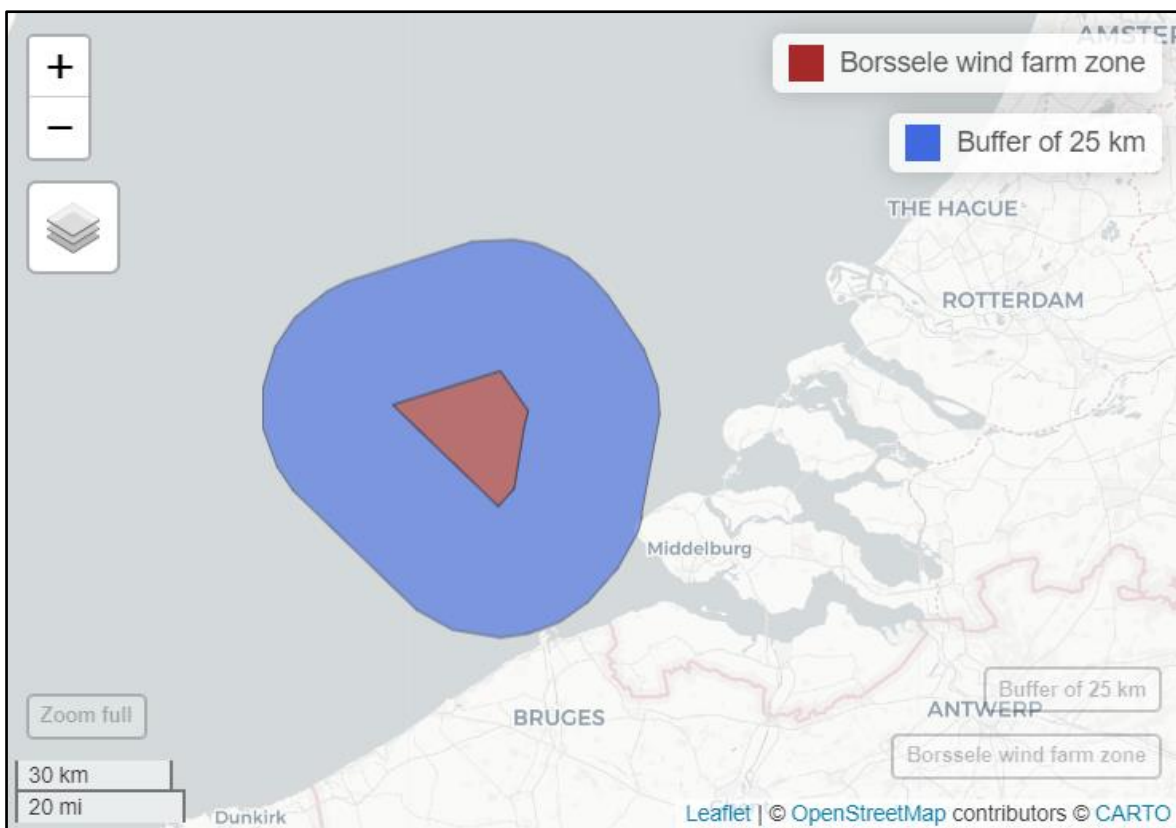 +
−
AMSTER
Borssele wind farm zone
Buffer of 25 km
THE HAGUE
ROTTERDAM
Middelburg
Zoom full
BRUGES
Buffer of 25 km
ANTWERP
Borssele wind farm zone
30 km
20 mi
Dunkirk
Leaflet | © OpenStreetMap contributors © CARTO